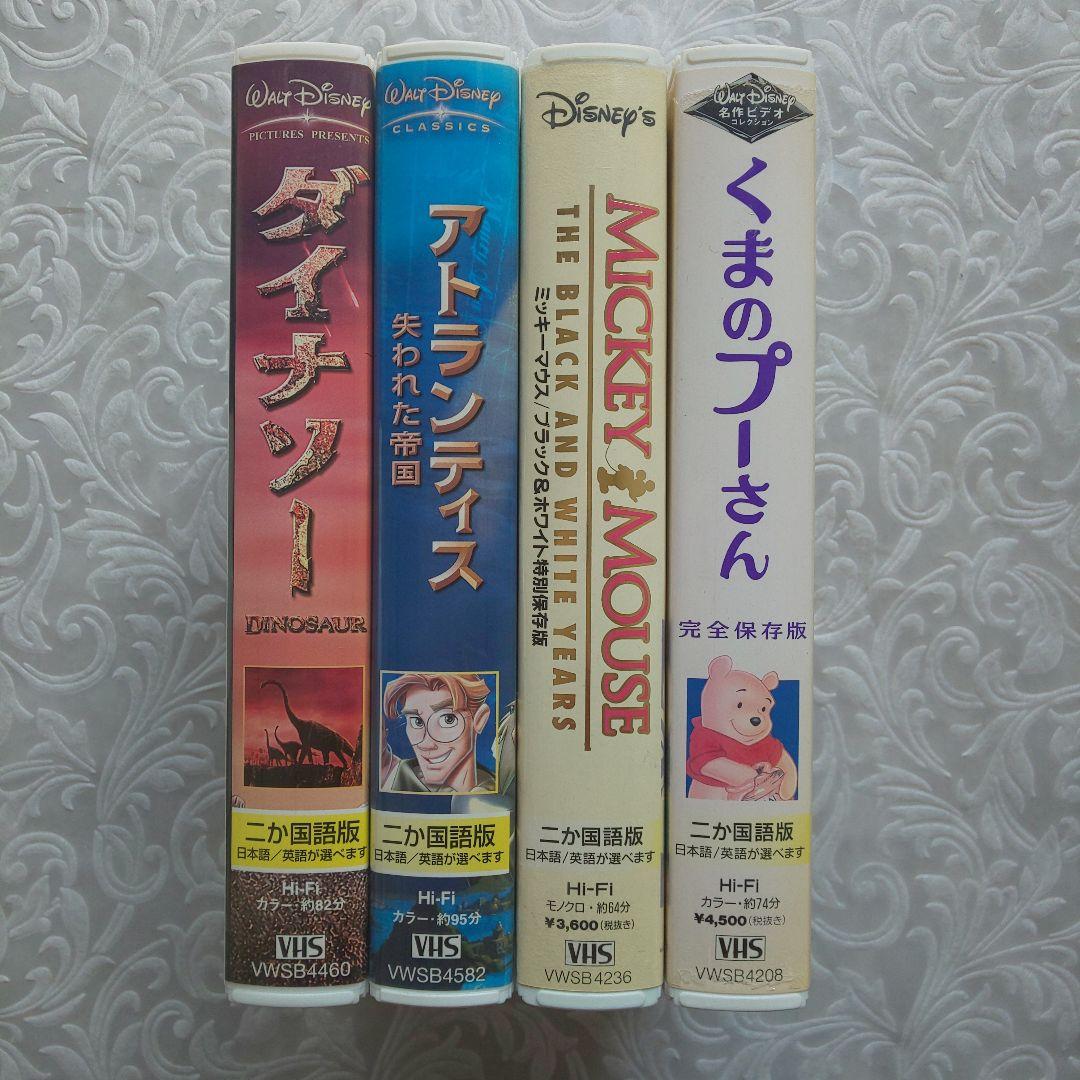 WALT DISNEY
PICTURES PRESENTS
ダイナソー
DINOSAUR
二か国語版
日本語/英語が選べます
Hi-Fi
カラー・約82分
VHS
VWSB4460
WALT DISNEY
CLASSICS
アトランティス
失われた帝国
二か国語版
日本語/英語が選べます
Hi-Fi
カラー・約95分
VHS
VWSB4582
DISNEY'S
MICKEY MOUSE
THE BLACK AND WHITE YEARS
ミッキーマウス/ブラック&ホワイト特別保存版
二か国語版
日本語/英語が選べます
Hi-Fi
モノクロ・約64分
¥3,600(税抜き)
VHS
VWSB4236
WALT DISNEY
名作ビデオ
コレクション
くまのプーさん
完全保存版
二か国語版
日本語/英語が選べます
Hi-Fi
カラー・約74分
¥4,500(税抜き)
VHS
VWSB4208